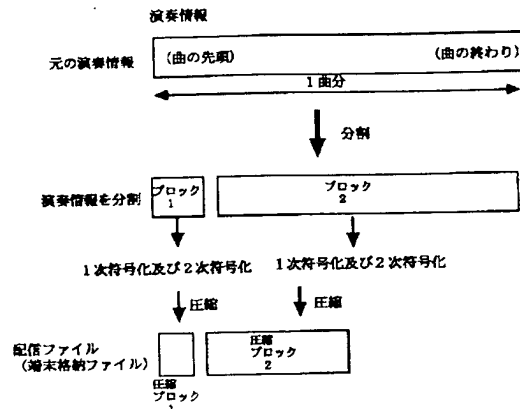 演奏情報
元の演奏情報
(曲の先頭)
(曲の終わり)
1曲分
分割
演奏情報を分割
ブロック
1
ブロック
2
1次符号化及び2次符号化
1次符号化及び2次符号化
圧縮
圧縮
配信ファイル
(端末格納ファイル)
圧縮
ブロック
2
圧縮
ブロック
1